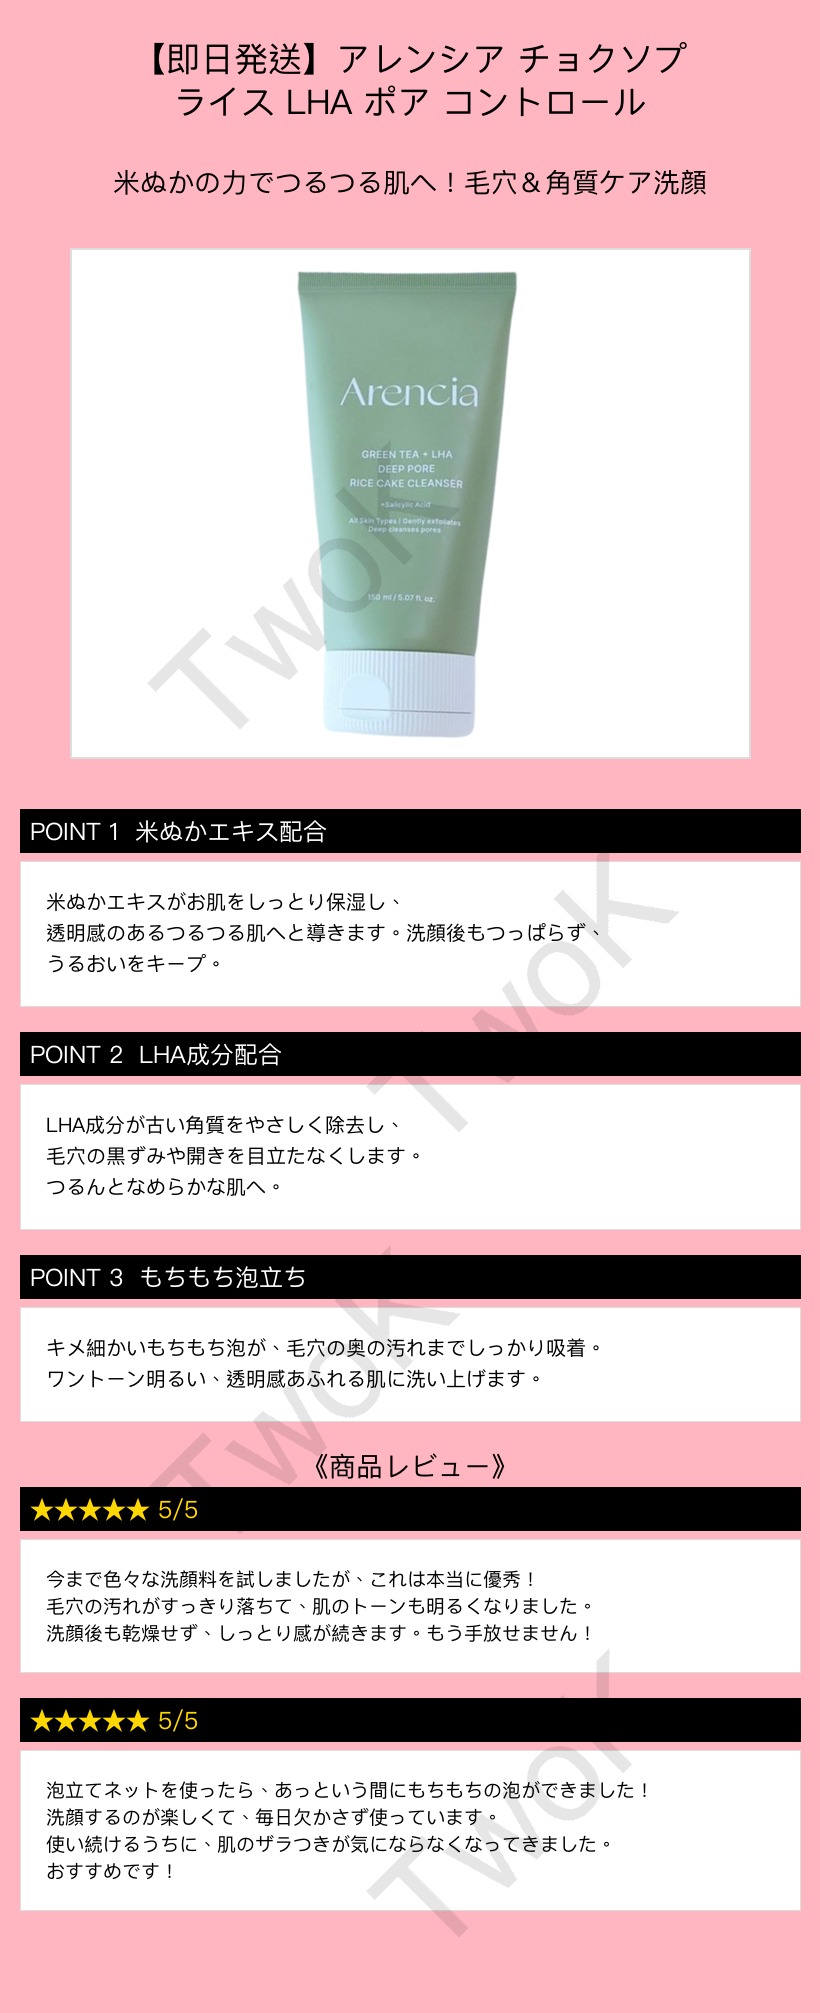 【即日発送】アレンシア チョクソプ
ライス LHA ポア コントロール
米ぬかの力でつるつる肌へ！毛穴＆角質ケア洗顔
Arencia
GREEN TEA + LHA
DEEP PORE
RICE CAKE CLEANSER
+Salicylic Acid
All Skin Types | Gently exfoliates
Deep cleanses pores
150 ml / 5.07 fl. oz.
TwoK
POINT 1 米ぬかエキス配合
米ぬかエキスがお肌をしっとり保湿し、
透明感のあるつるつる肌へと導きます。洗顔後もつっぱらず、
うるおいをキープ。
TwoK
POINT 2 LHA成分配合
LHA成分が古い角質をやさしく除去し、
毛穴の黒ずみや開きを目立たなくします。
つるんとなめらかな肌へ。
POINT 3 もちもち泡立ち
キメ細かいもちもち泡が、毛穴の奥の汚れまでしっかり吸着。
ワントーン明るい、透明感あふれる肌に洗い上げます。
TwoK
《商品レビュー》
★★★★★ 5/5
今まで色々な洗顔料を試しましたが、これは本当に優秀！
毛穴の汚れがすっきり落ちて、肌のトーンも明るくなりました。
洗顔後も乾燥せず、しっとり感が続きます。もう手放せません！
★★★★★ 5/5
泡立てネットを使ったら、あっという間にもちもちの泡ができました！
洗顔するのが楽しくて、毎日欠かさず使っています。
使い続けるうちに、肌のザラつきが気にならなくなってきました。
おすすめです！
TwoK